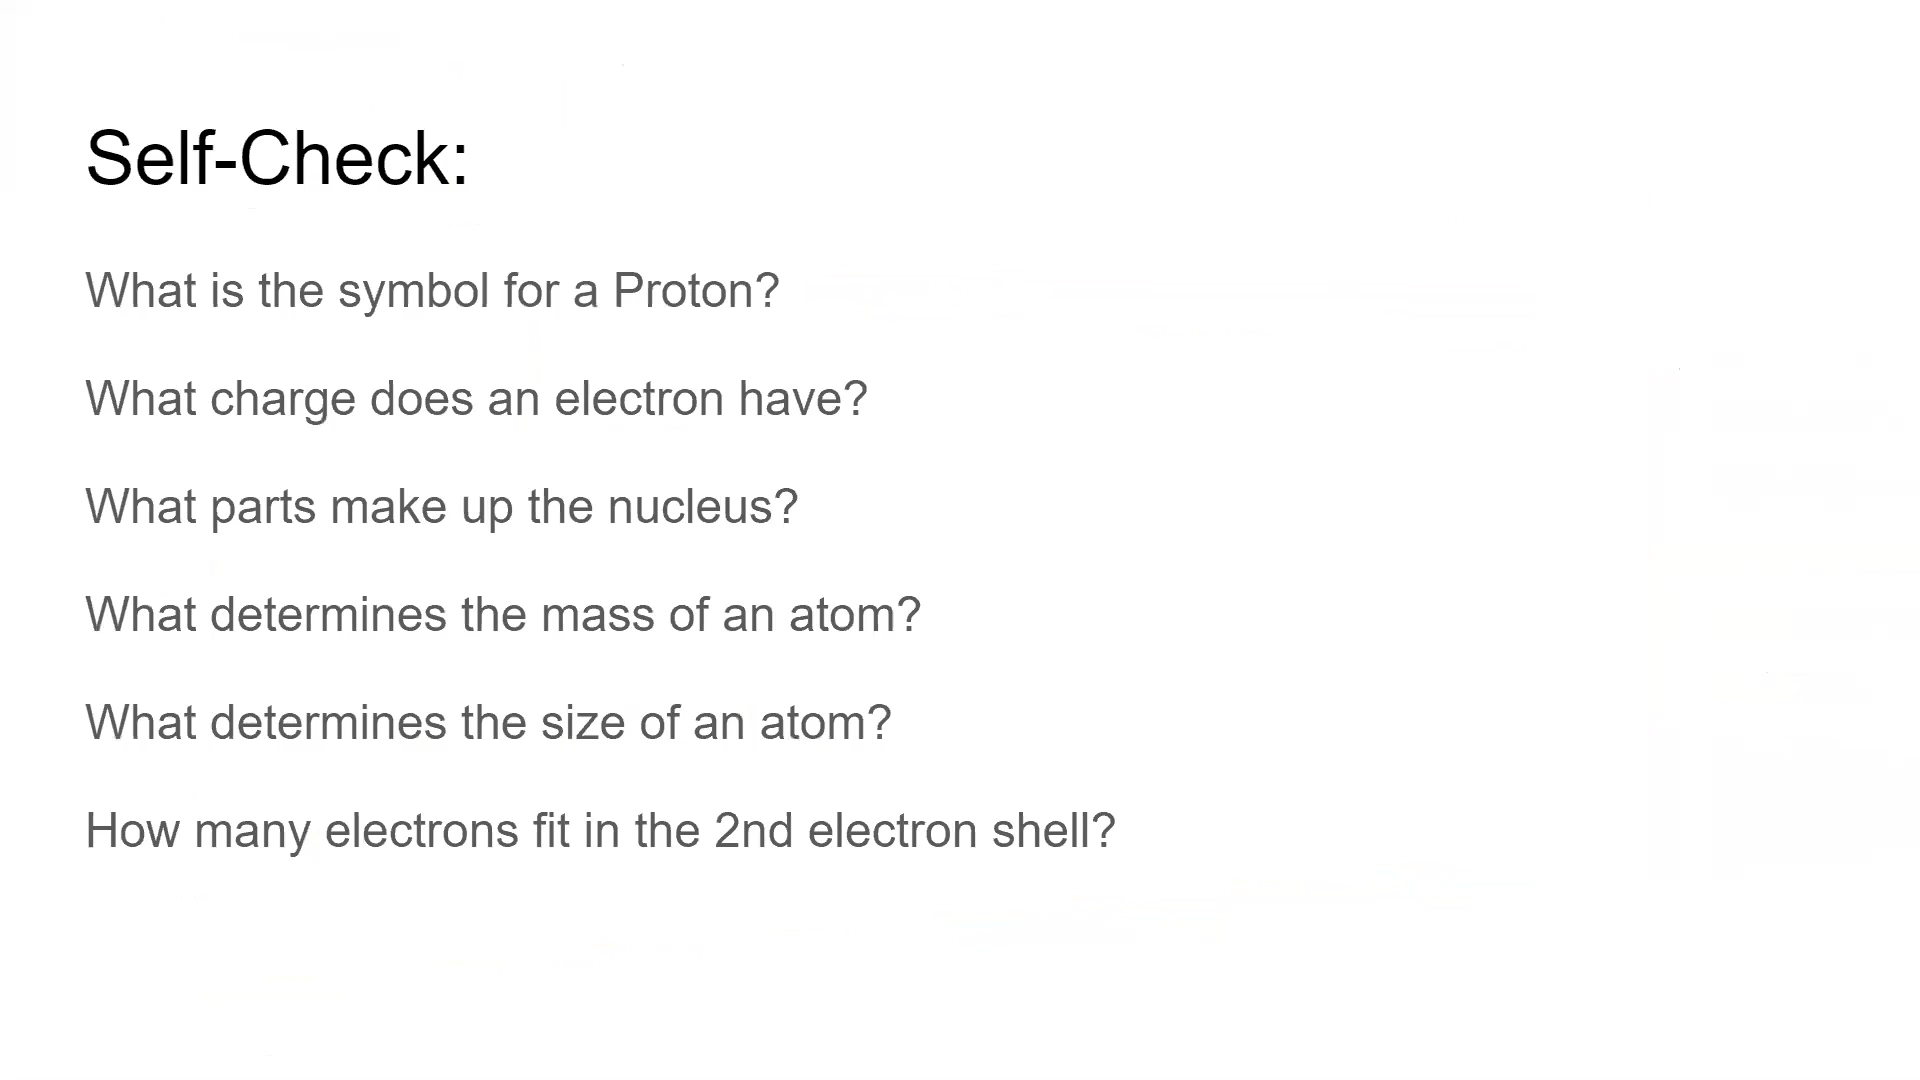 Self-Check:
What is the symbol for a Proton?
What charge does an electron have?
What parts make up the nucleus?
What determines the mass of an atom?
What determines the size of an atom?
How many electrons fit in the 2nd electron shell?